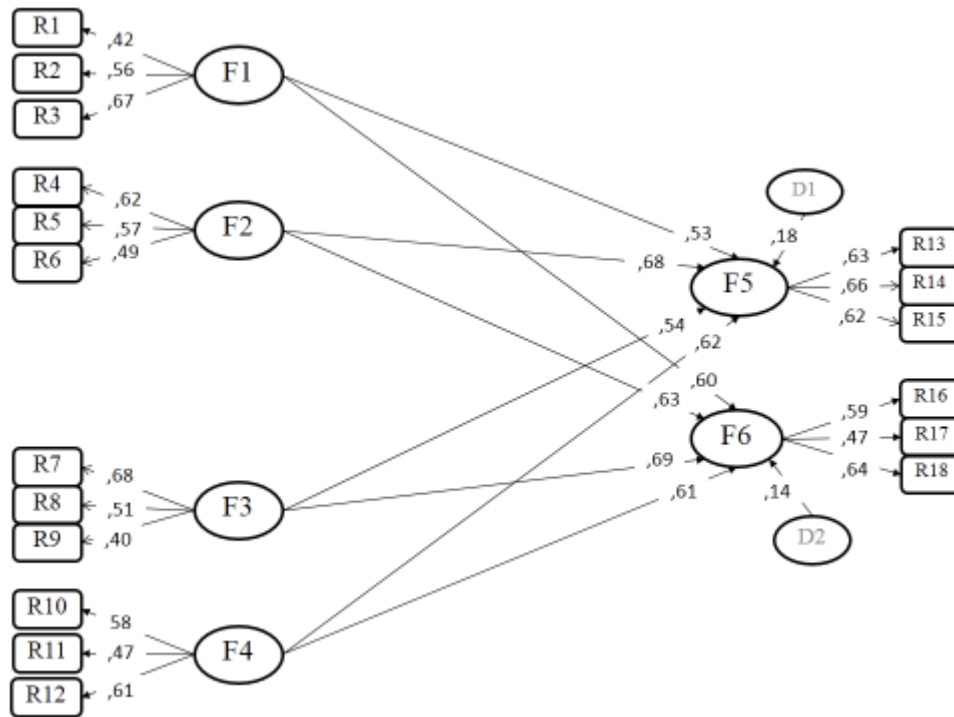 R1
,42
R2
,56
R3
,67
F1
R4
,62
R5
,57
R6
,49
F2
D1
,53
,18
,68
F5
,63
R13
,66
R14
,62
R15
,54
,62
,60
,63
F6
,59
R16
,47
R17
,64
R18
,69
,61
,14
D2
R7
,68
R8
,51
R9
,40
F3
R10
58
R11
,47
R12
,61
F4